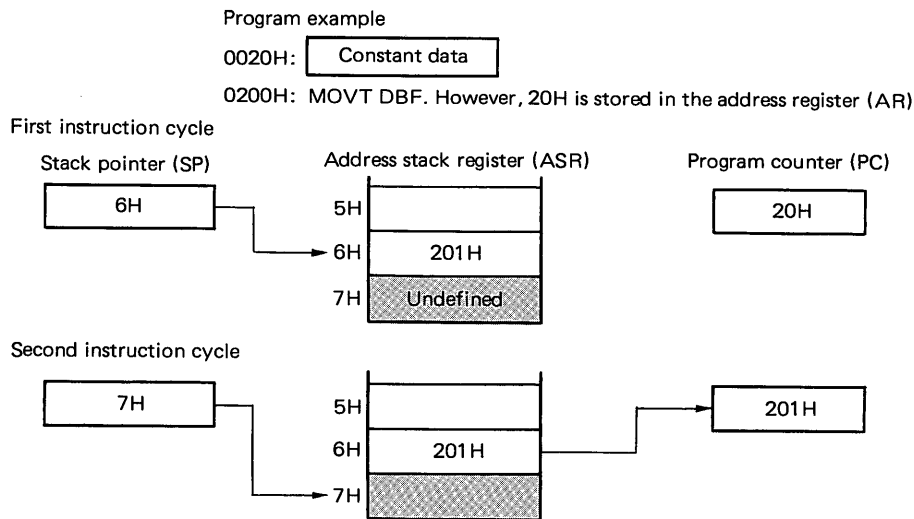 Program example
0020H: Constant data
0200H: MOVT DBF. However, 20H is stored in the address register (AR)
First instruction cycle
Stack pointer (SP) Address stack register (ASR) Program counter (PC)
6H 5H 20H
6H 201H
7H Undefined
Second instruction cycle
7H 5H 201H
6H 201H
7H